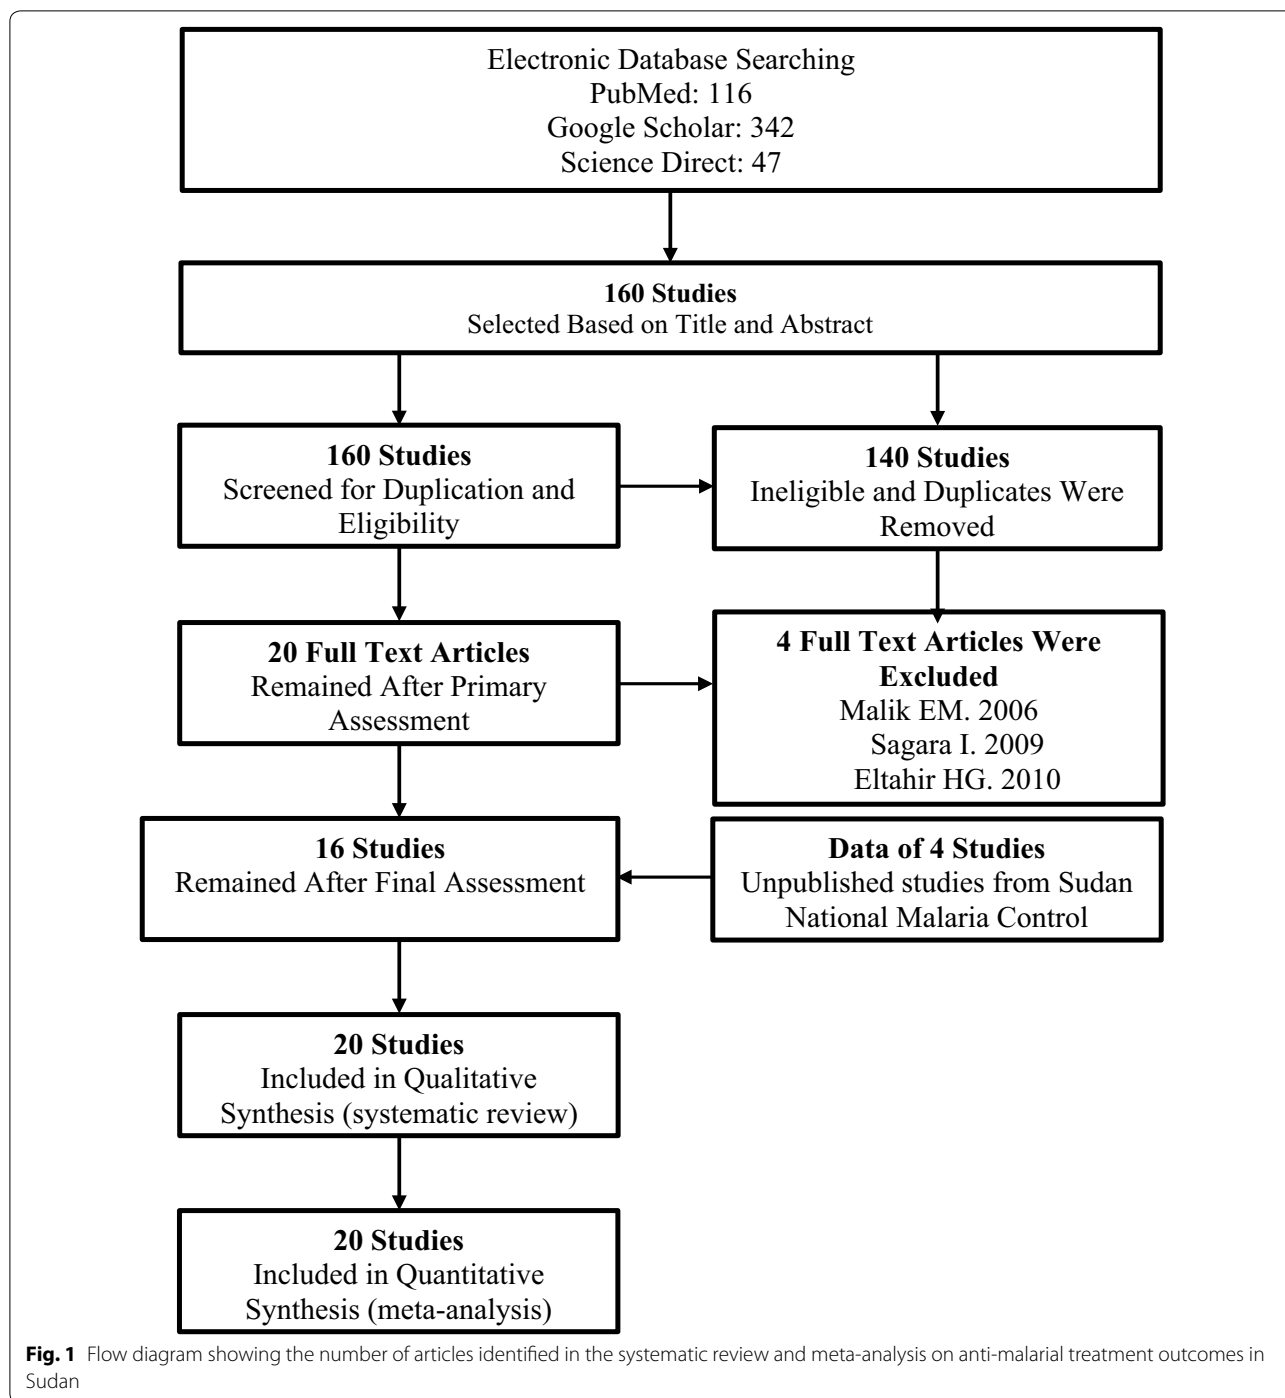 Electronic Database Searching
PubMed: 116
Google Scholar: 342
Science Direct: 47
160 Studies
Selected Based on Title and Abstract
160 Studies
Screened for Duplication and
Eligibility
140 Studies
Ineligible and Duplicates Were
Removed
20 Full Text Articles
Remained After Primary
Assessment
4 Full Text Articles Were
Excluded
Malik EM. 2006
Sagara I. 2009
Eltahir HG. 2010
16 Studies
Remained After Final Assessment
Data of 4 Studies
Unpublished studies from Sudan
National Malaria Control
20 Studies
Included in Qualitative
Synthesis (systematic review)
20 Studies
Included in Quantitative
Synthesis (meta-analysis)
Fig. 1 Flow diagram showing the number of articles identified in the systematic review and meta-analysis on anti-malarial treatment outcomes in
Sudan